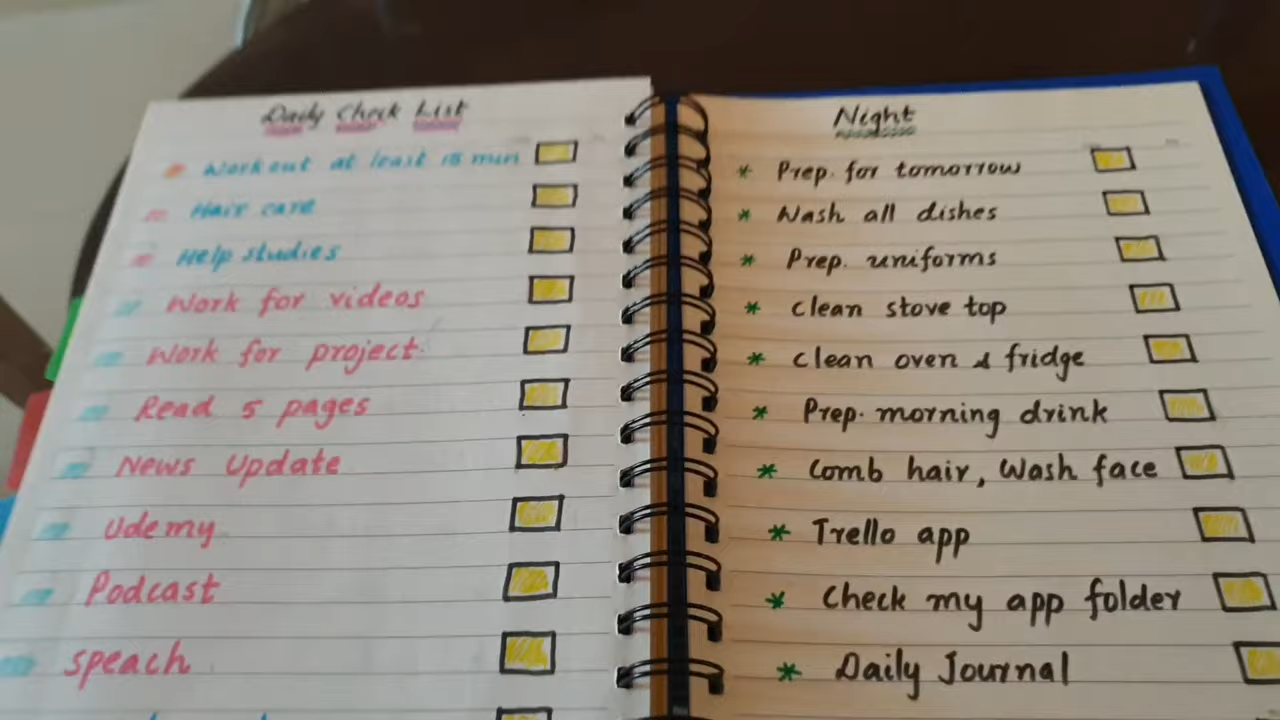 Daily Check List
Workout at least 15 min
Hair care
Help studies
Work for videos
Work for project
Read 5 pages
News Update
Udemy
Podcast
speach
Night
Prep. for tomorrow
Wash all dishes
Prep. uniforms
Clean stove top
Clean oven & fridge
Prep. morning drink
Comb hair, Wash face
Trello app
Check my app folder
Daily Journal